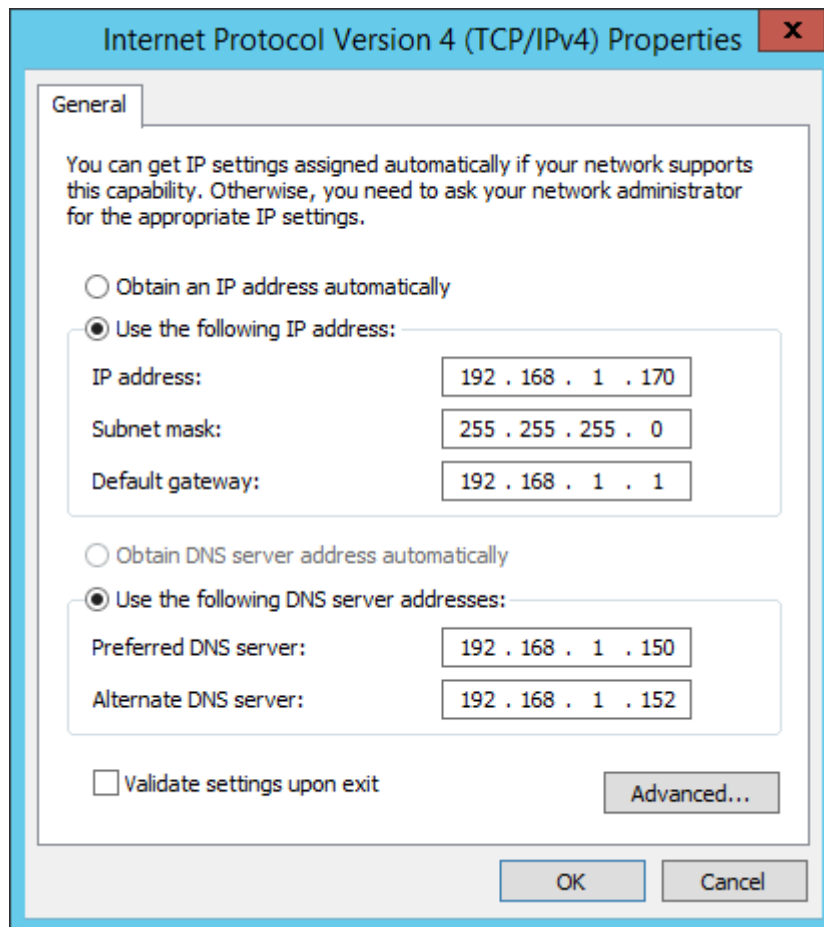 Internet Protocol Version 4 (TCP/IPv4) Properties
x
General
You can get IP settings assigned automatically if your network supports
this capability. Otherwise, you need to ask your network administrator
for the appropriate IP settings.
Obtain an IP address automatically
Use the following IP address:
IP address: 192 . 168 . 1 . 170
Subnet mask: 255 . 255 . 255 . 0
Default gateway: 192 . 168 . 1 . 1
Obtain DNS server address automatically
Use the following DNS server addresses:
Preferred DNS server: 192 . 168 . 1 . 150
Alternate DNS server: 192 . 168 . 1 . 152
Validate settings upon exit
Advanced...
OK Cancel